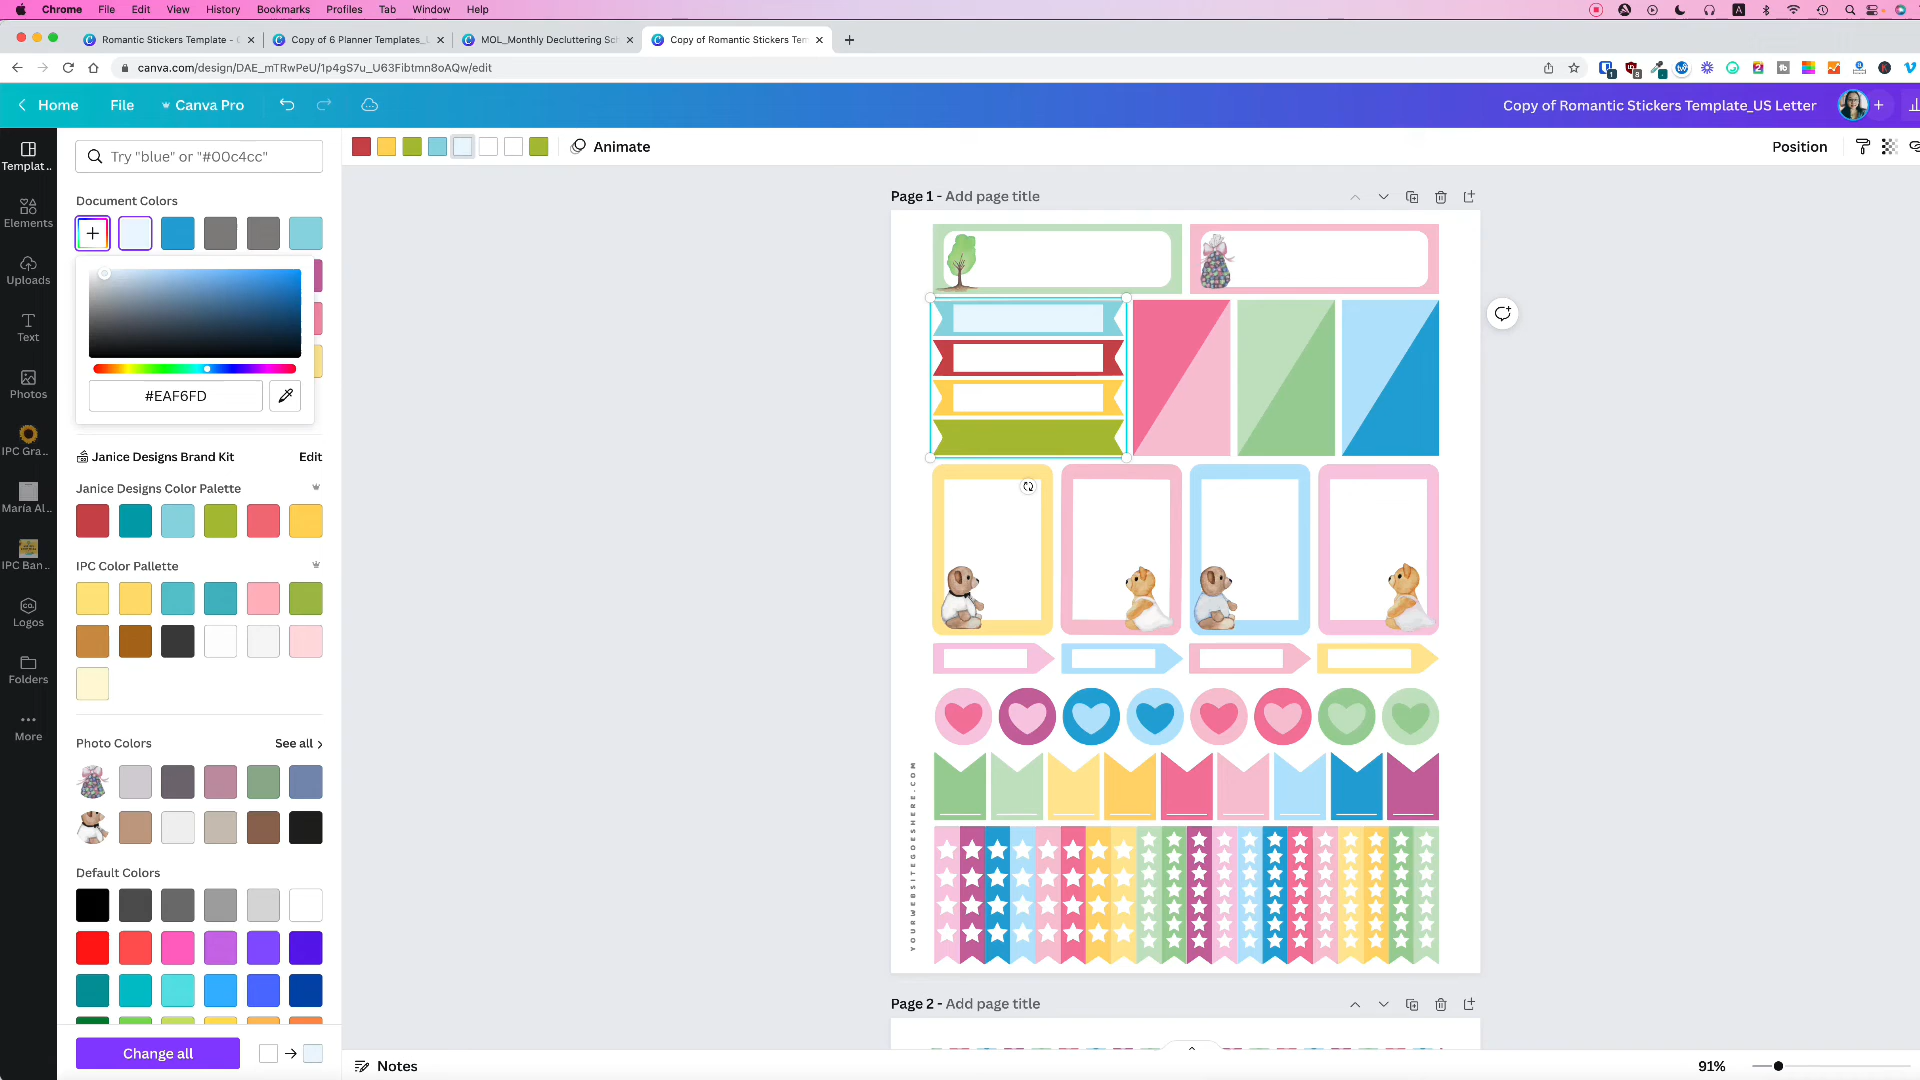 Chrome File Edit View History Bookmarks Profiles Tab Window Help
Romantic Stickers Template -
Copy of 6 Planner Templates_
MOL_Monthly Decluttering Sc
Copy of Romantic Stickers Tem
canva.com/design/DAE_mTRwPeU/1p4gS7u_U63Fibtmn8oAQw/edit
Home File Canva Pro
Copy of Romantic Stickers Template_US Letter
Templat..
Elements
Uploads
Text
Photos
IPC Gra..
María Al..
IPC Ban..
Logos
Folders
More
Try "blue" or "#00c4cc"
Document Colors
#EAF6FD
Janice Designs Brand Kit Edit
Janice Designs Color Palette
IPC Color Pallette
Photo Colors See all
Default Colors
Change all
Animate
Position
Page 1 - Add page title
YOURWEBSITEGOESHERE.COM
Page 2 - Add page title
Notes
91%